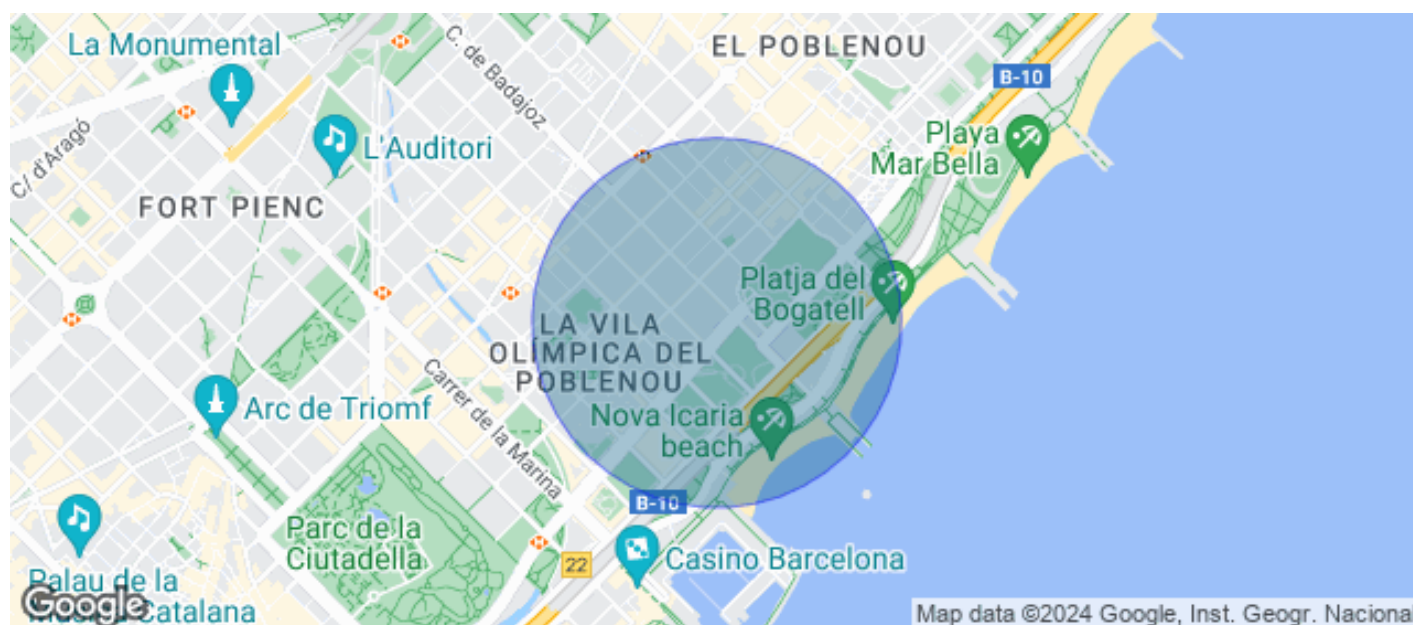 La Monumental
C. de Badajoz
EL POBLENOU
B-10
C/ d'Aragó
L'Auditori
Playa
Mar Bella
FORT PIENC
Platja del
Bogatell
LA VILA
OLÍMPICA DEL
POBLENOU
Carrer de la Marina
Arc de Triomf
Nova Icaria
beach
B-10
Parc de la
Ciutadella
22
Casino Barcelona
Palau de la
Catalana
Google
Map data ©2024 Google, Inst. Geogr. Nacional